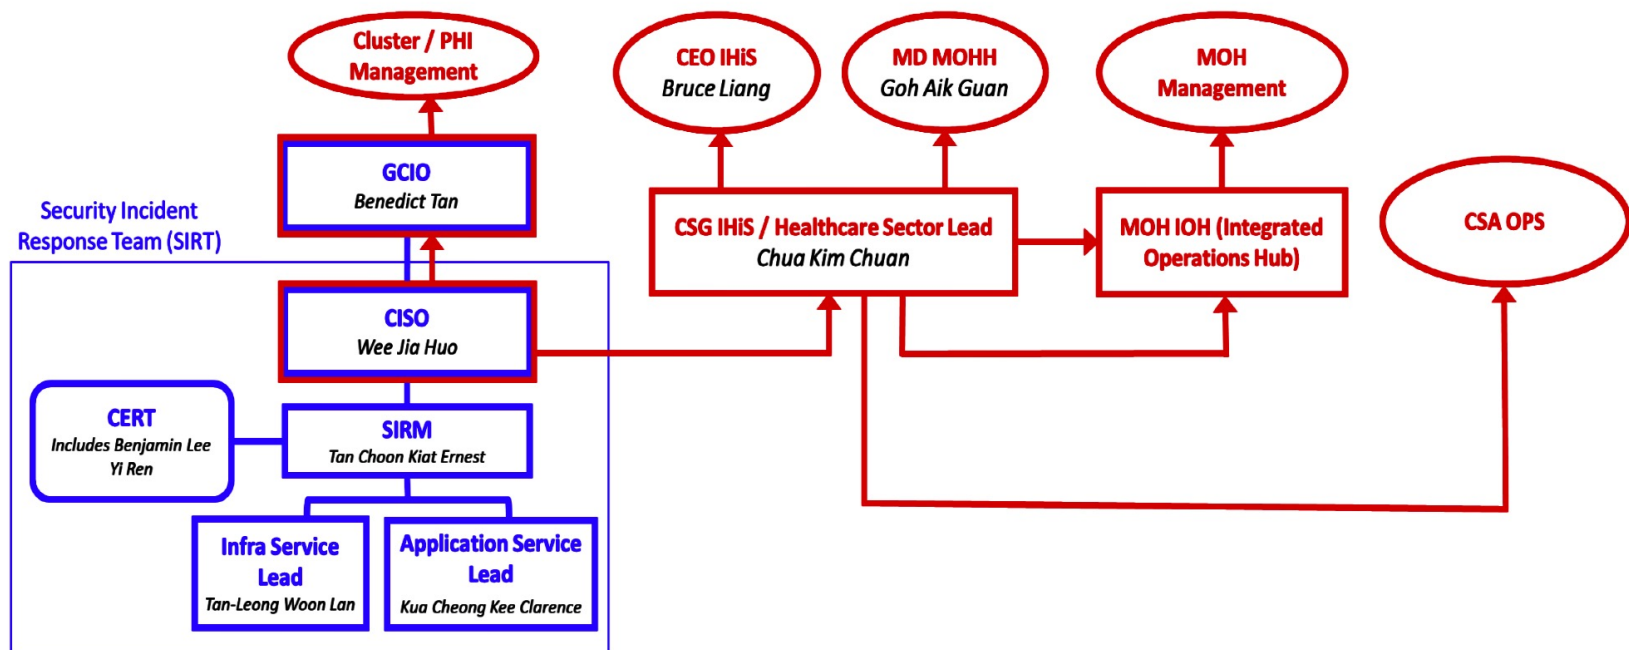 Cluster / PHI
Management
CEO IHiS
Bruce Liang
MD MOHH
Goh Aik Guan
MOH
Management
GCIO
Benedict Tan
Security Incident
Response Team (SIRT)
CSG IHiS / Healthcare Sector Lead
Chua Kim Chuan
MOH IOH (Integrated
Operations Hub)
CSA OPS
CISO
Wee Jia Huo
CERT
Includes Benjamin Lee
Yi Ren
SIRM
Tan Choon Kiat Ernest
Infra Service
Lead
Tan-Leong Woon Lan
Application Service
Lead
Kua Cheong Kee Clarence